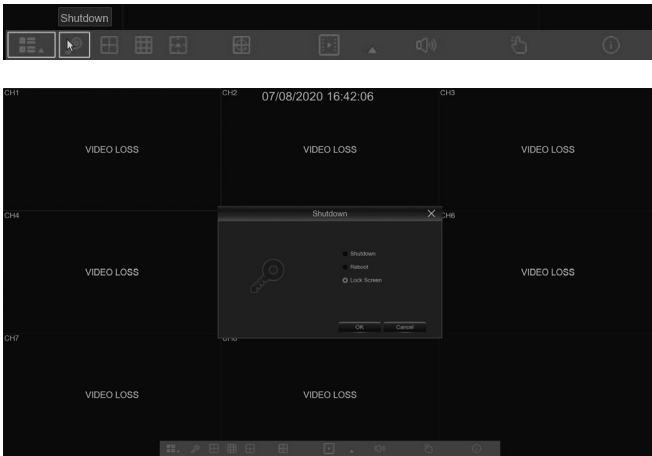 Shutdown
CH1
CH2
07/08/2020 16:42:06
CH3
VIDEO LOSS
VIDEO LOSS
VIDEO LOSS
CH4
Shutdown
CH6
Shutdown
Reboot
VIDEO LOSS
VIDEO LOSS
Lock Screen
OK
Cancel
CH7
CH8
VIDEO LOSS
VIDEO LOSS